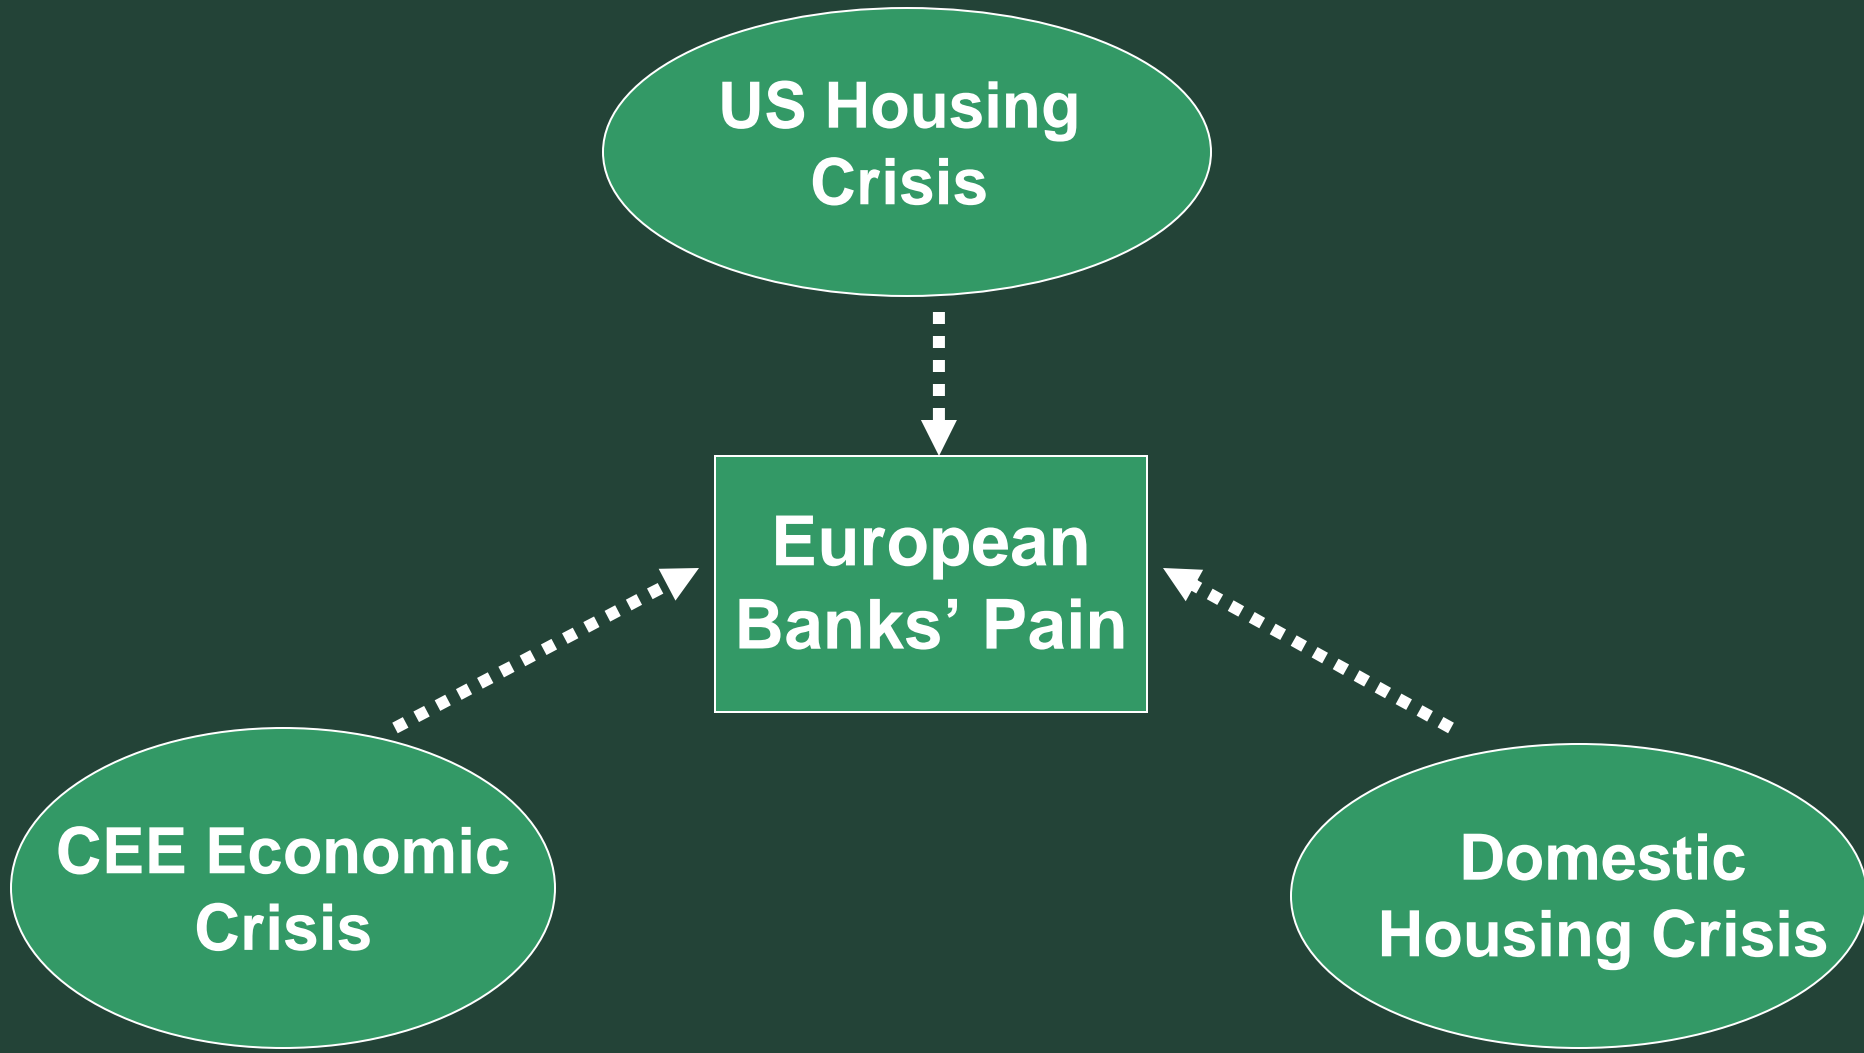 US Housing
Crisis
European
Banks’ Pain
CEE Economic
Crisis
Domestic
Housing Crisis